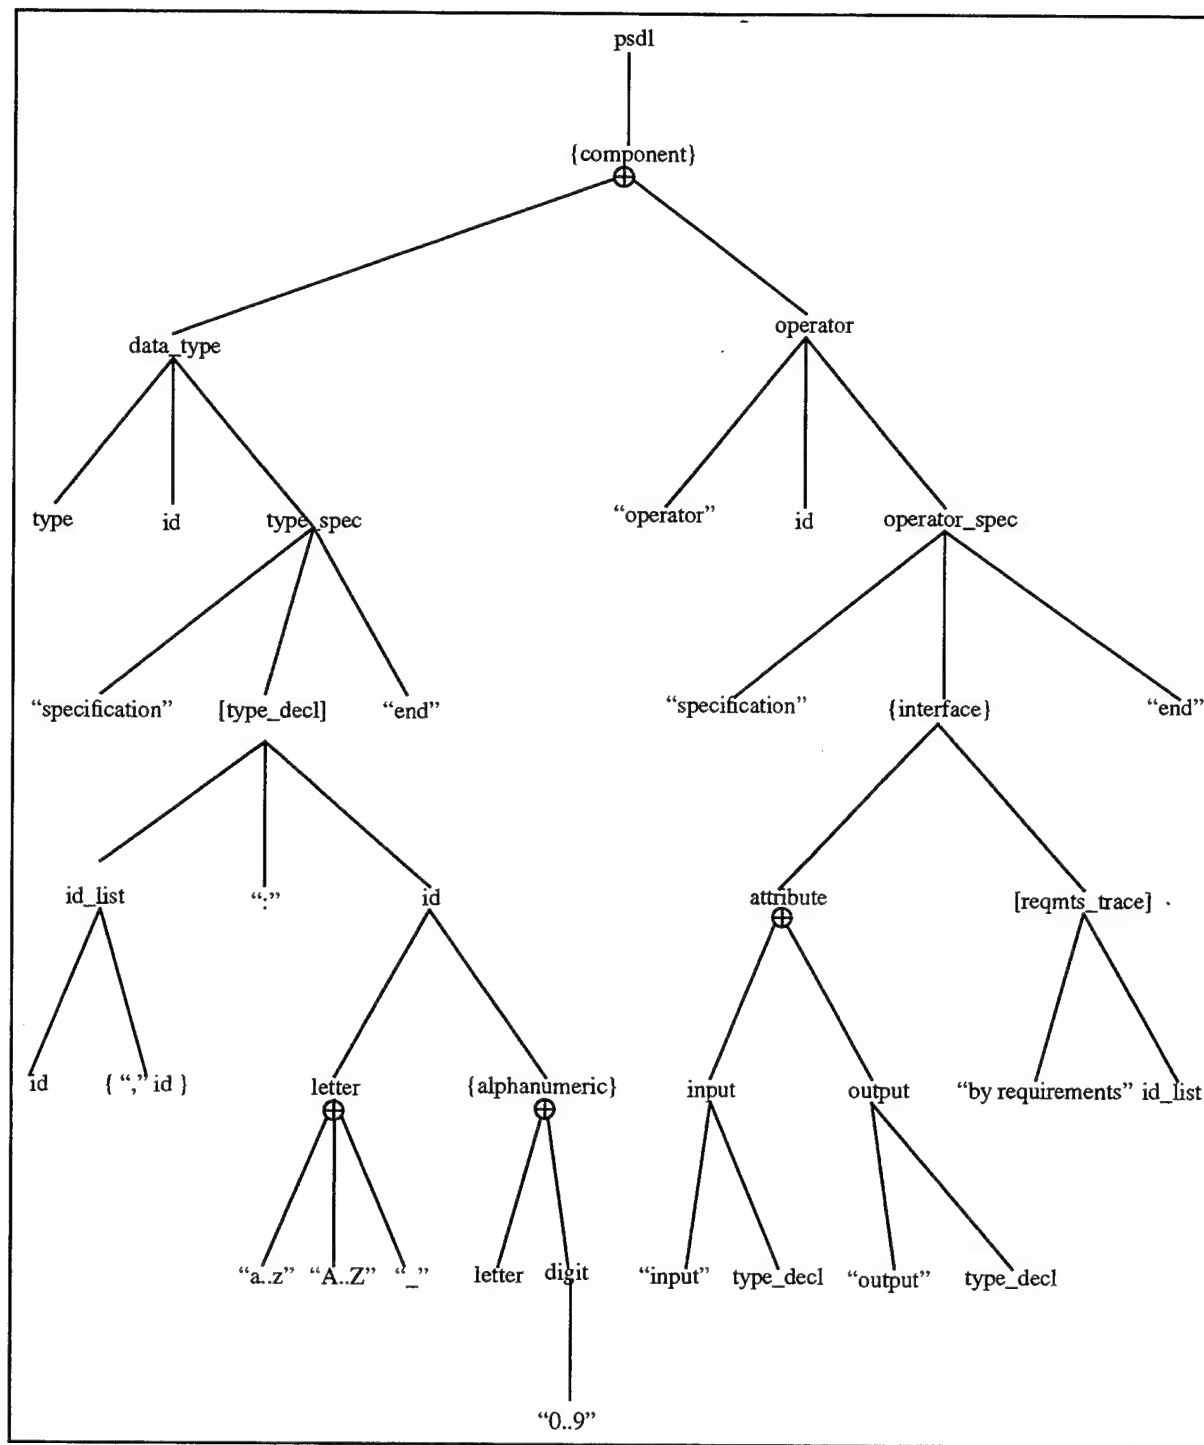 psdl
{component}
data_type
operator
type
id
type_spec
“operator”
id
operator_spec
“specification”
[type_decl]
“end”
“specification”
{interface}
“end”
id_list
“:”
id
attribute
[reqmts_trace]
id
{ “,” id }
letter
{alphanumeric}
input
output
“by requirements”
id_list
“a..z”
“A..Z”
“_”
letter
digit
“input”
type_decl
“output”
type_decl
“0..9”